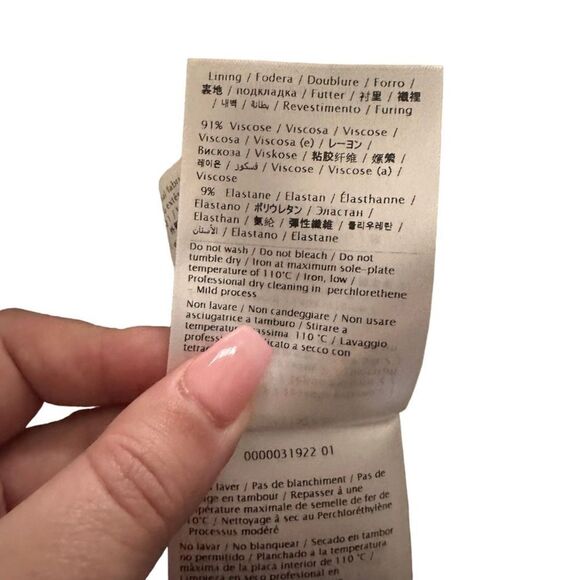 Lining / Fodera / Doublure / Forro /
裏地 / подкладка / Futter / 衬里 / 襯裡
/ 내벽 / بطانة / Revestimento / Furing
91% Viscose / Viscosa / Viscose /
Viscosa / Viscosa (e) / レーヨン /
Вискоза / Viskose / 粘胶纤维 / 嫘縈 /
레이온 / فسكوز / Viscose / Viscose (a) /
Viscose
9% Elastane / Elastan / Élasthanne /
Elastano / ポリウレタン / Эластан /
Elasthan / 氨纶 / 彈性纖維 / 폴리우레탄 /
الأستان / Elastano / Elastane
Do not wash / Do not bleach / Do not
tumble dry / Iron at maximum sole-plate
temperature of 110°C / Iron, low /
Professional dry cleaning in perchlorethene
- Mild process
Non lavare / Non candeggiare / Non usare
asciugatrice a tamburo / Stirare a
temperatura 110 °C / Lavaggio
a secco con
0000031922 01
laver / Pas de blanchiment / Pas de
en tambour / Repasser à une
température maximale de semelle de fer de
/ Nettoyage à sec au Perchloréthylène
Processus modéré
No lavar / No blanquear / Secado en tambor
no permitido / Planchado a la temperatura
máxima de la placa interior de 110 °C /
Limpieza en seco profesional en